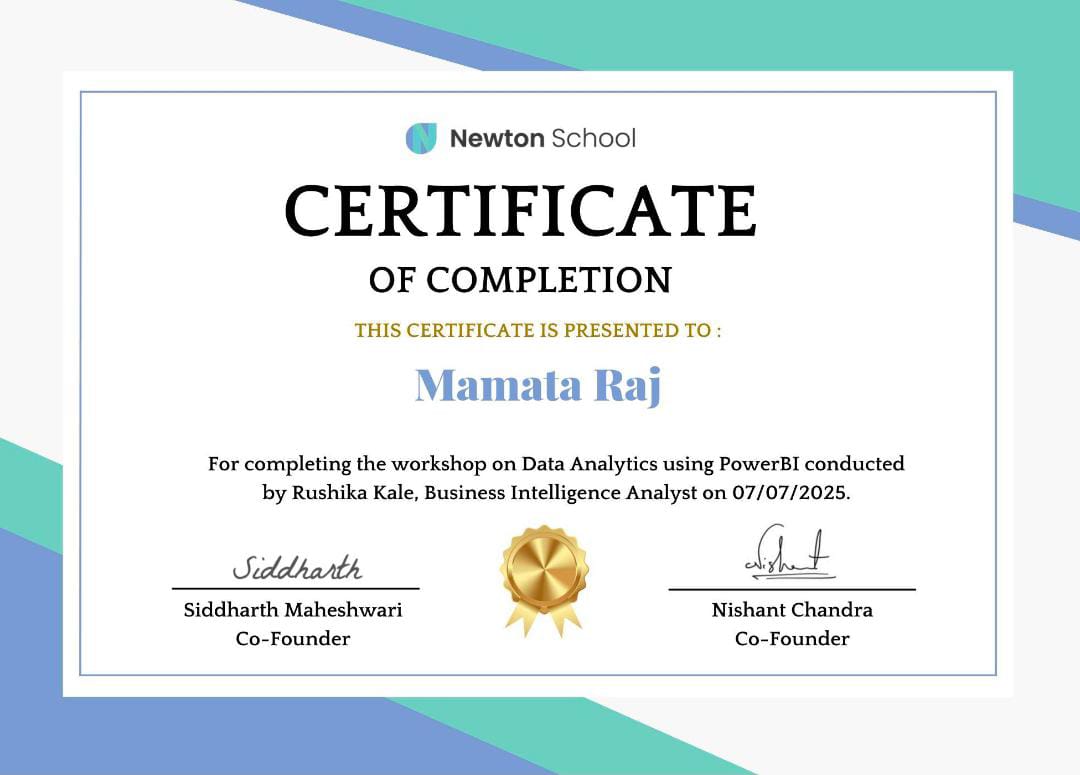 Newton School
CERTIFICATE
OF COMPLETION
THIS CERTIFICATE IS PRESENTED TO :
Mamata Raj
For completing the workshop on Data Analytics using PowerBI conducted
by Rushika Kale, Business Intelligence Analyst on 07/07/2025.
Siddharth
Nishant
Siddharth Maheshwari
Nishant Chandra
Co-Founder
Co-Founder